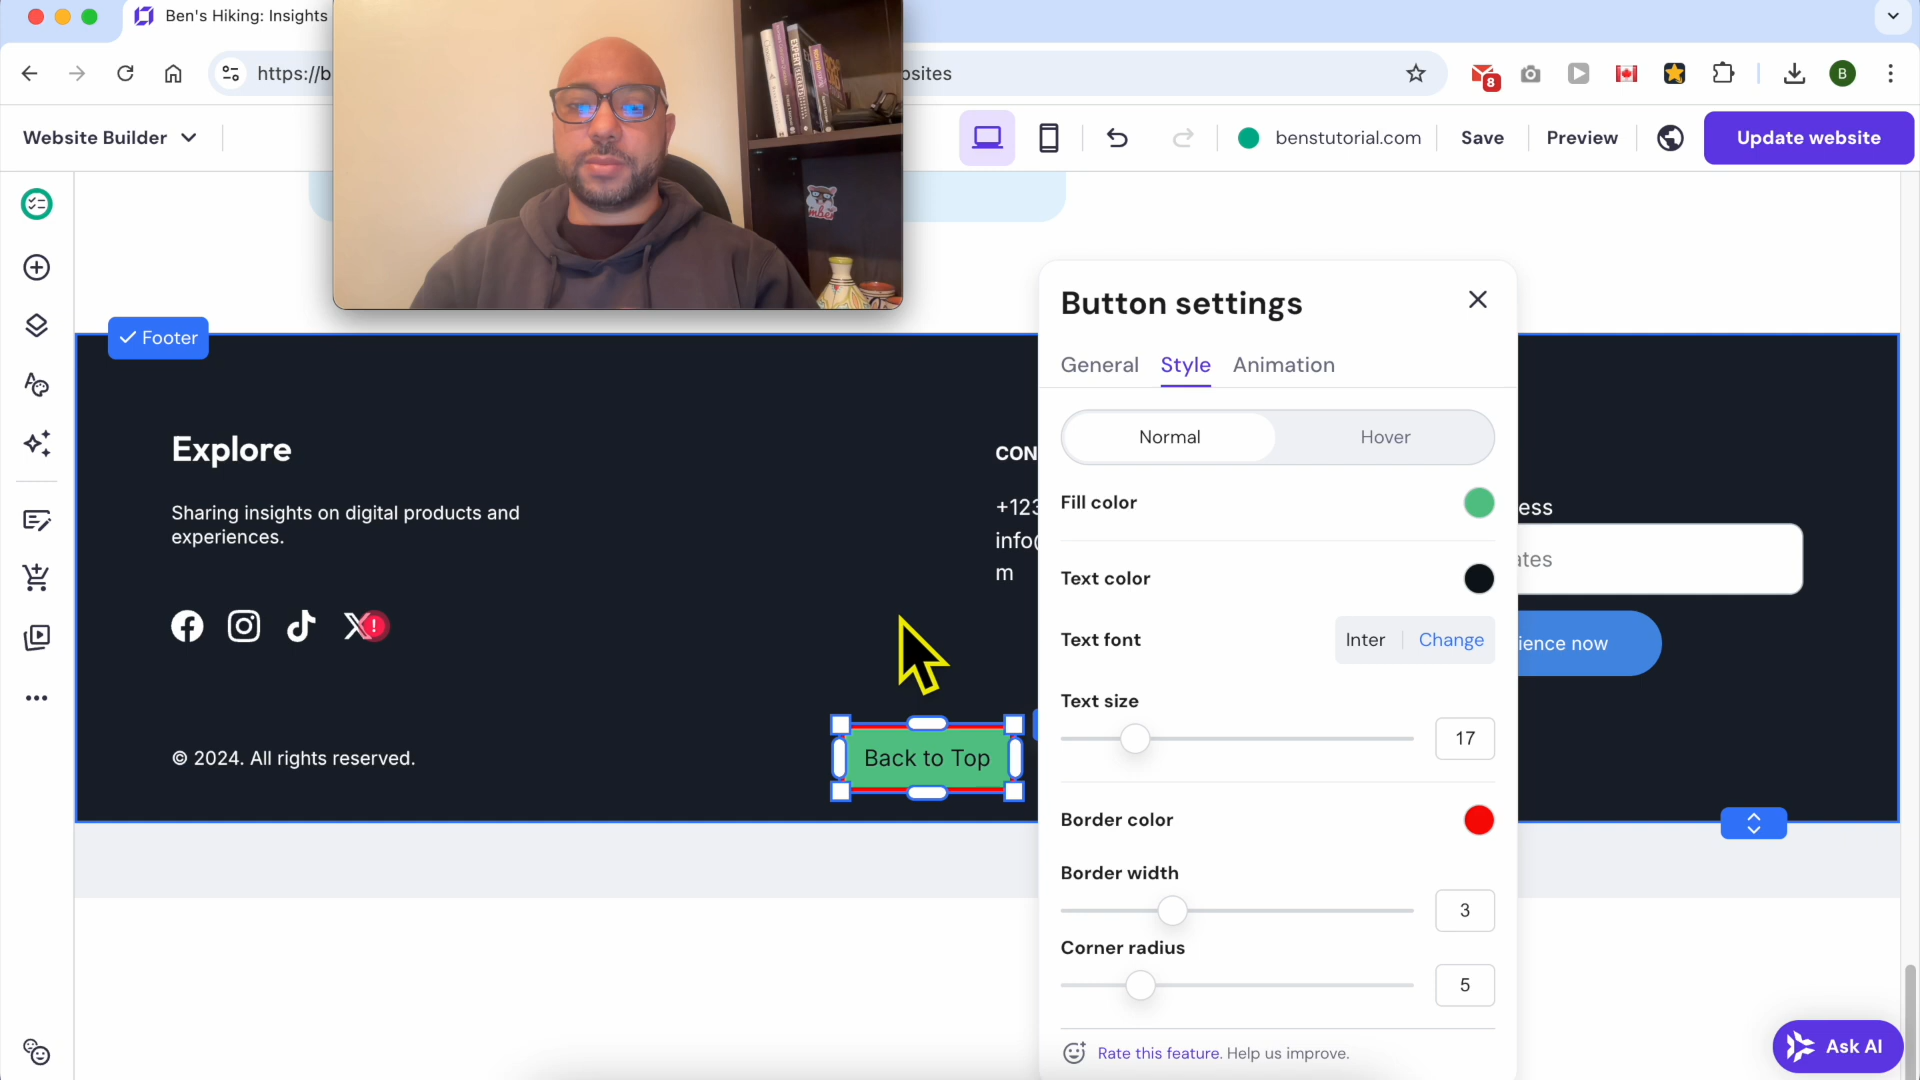 Ben's Hiking: Insights
https://b
osites
8
B
Website Builder
benstutorial.com
Save
Preview
Update website
Footer
Button settings
General
Style
Animation
Normal
Hover
Explore
CON
Fill color
Sharing insights on digital products and
experiences.
+123
info@
m
ess
ates
Text color
Text font
Inter
Change
ience now
Text size
17
© 2024. All rights reserved.
Back to Top
Border color
Border width
3
Corner radius
5
Rate this feature. Help us improve.
Ask AI